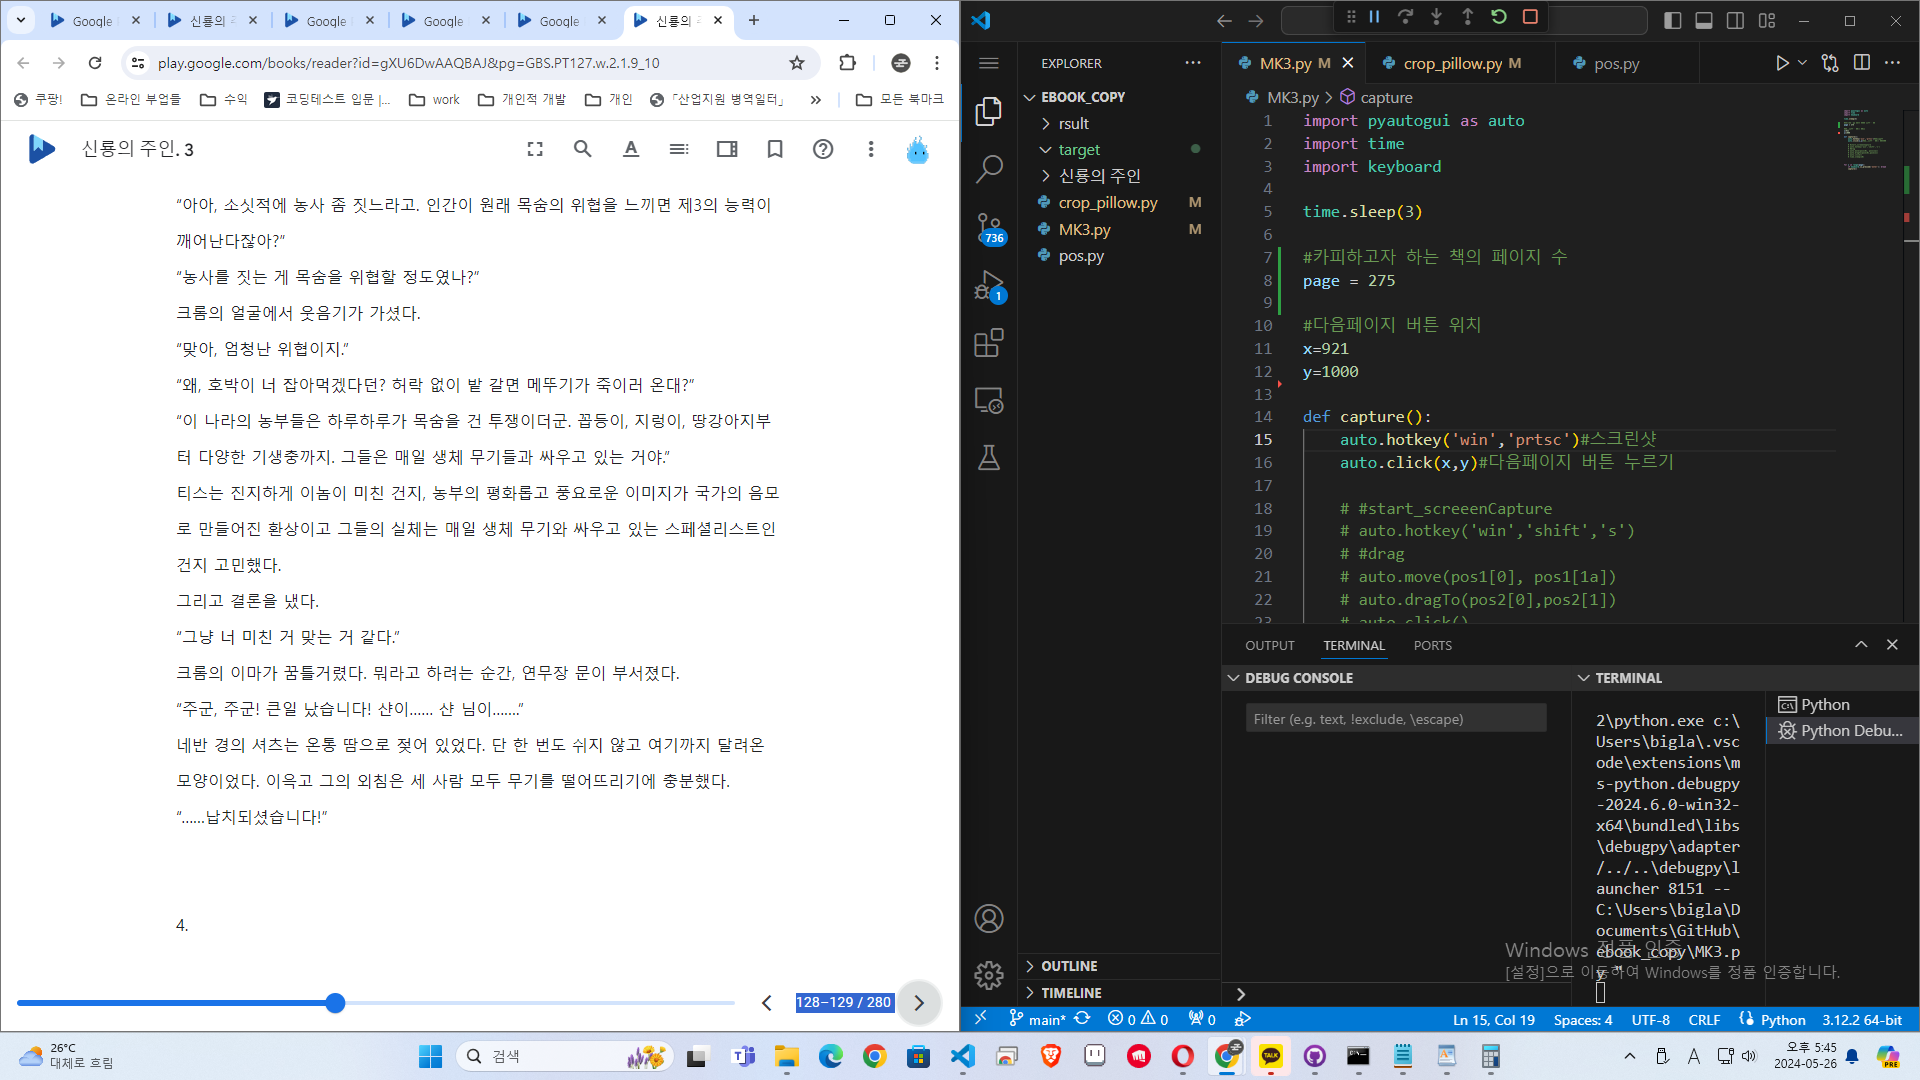 Google
신룡의 주
Google
Google
Google
신룡의 주
play.google.com/books/reader?id=gXU6DwAAQBAJ&pg=GBS.PT127.w.2.1.9_10
쿠팡!
온라인 부업들
수익
코딩테스트 입문 |...
work
개인적 개발
개인
「산업지원 병역일터」
»
모든 북마크
신룡의 주인. 3
“아아, 소싯적에 농사 좀 짓느라고. 인간이 원래 목숨의 위협을 느끼면 제3의 능력이
깨어난다잖아?”
“농사를 짓는 게 목숨을 위협할 정도였나?”
크롬의 얼굴에서 웃음기가 가셨다.
“맞아, 엄청난 위협이지.”
“왜, 호박이 너 잡아먹겠다던? 허락 없이 밭 갈면 메뚜기가 죽이러 온대?”
“이 나라의 농부들은 하루하루가 목숨을 건 투쟁이더군. 꼽등이, 지렁이, 땅강아지부
터 다양한 기생충까지. 그들은 매일 생체 무기들과 싸우고 있는 거야.”
티스는 진지하게 이놈이 미친 건지, 농부의 평화롭고 풍요로운 이미지가 국가의 음모
로 만들어진 환상이고 그들의 실체는 매일 생체 무기와 싸우고 있는 스페셜리스트인
건지 고민했다.
그리고 결론을 냈다.
“그냥 너 미친 거 맞는 거 같다.”
크롬의 이마가 꿈틀거렸다. 뭐라고 하려는 순간, 연무장 문이 부서졌다.
“주군, 주군! 큰일 났습니다! 샨이...... 샨 님이.......”
네반 경의 셔츠는 온통 땀으로 젖어 있었다. 단 한 번도 쉬지 않고 여기까지 달려온
모양이었다. 이윽고 그의 외침은 세 사람 모두 무기를 떨어뜨리기에 충분했다.
“......납치되셨습니다!”
4.
128–129 / 280
EXPLORER
EBOOK_COPY
rsult
target
신룡의 주인
crop_pillow.py M
MK3.py M
pos.py
736
1
OUTLINE
TIMELINE
MK3.py M
crop_pillow.py M
pos.py
MK3.py > capture
1 import pyautogui as auto
2 import time
3 import keyboard
4
5 time.sleep(3)
6
7 #카피하고자 하는 책의 페이지 수
8 page = 275
9
10 #다음페이지 버튼 위치
11 x=921
12 y=1000
13
14 def capture():
15 auto.hotkey('win','prtsc')#스크린샷
16 auto.click(x,y)#다음페이지 버튼 누르기
17
18 # #start_screeenCapture
19 # auto.hotkey('win','shift','s')
20 # #drag
21 # auto.move(pos1[0], pos1[1a])
22 # auto.dragTo(pos2[0],pos2[1])
23 # auto.click()
OUTPUT TERMINAL PORTS
DEBUG CONSOLE
Filter (e.g. text, !exclude, \escape)
TERMINAL
2\python.exe c:\
Users\bigla\.vsc
ode\extensions\m
s-python.debugpy
-2024.6.0-win32-
x64\bundled\libs
\debugpy\adapter
/../..\debugpy\l
auncher 8151 --
C:\Users\bigla\D
ocuments\GitHub\
ebook_copy\MK3.p
y "
Python
Python Debu...
Windows 정품 인증
[설정]으로 이동하여 Windows를 정품 인증합니다.
main* 0 0 0
Ln 15, Col 19 Spaces: 4 UTF-8 CRLF Python 3.12.2 64-bit
26°C
대체로 흐림
검색
TALK
A
오후 5:45
2024-05-26
PRE